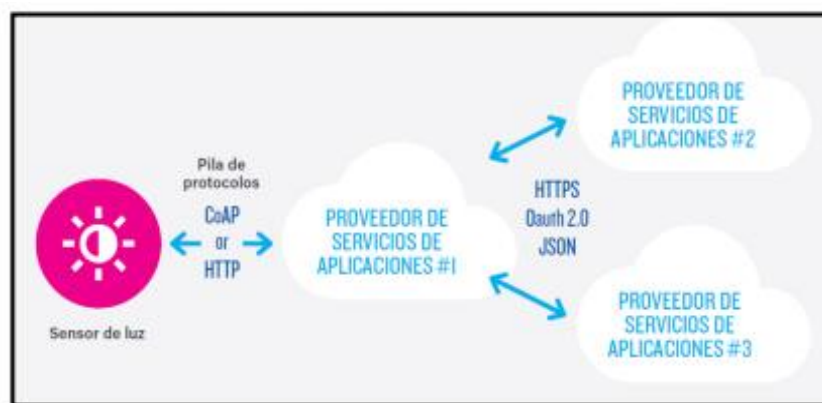 Pila de
protocolos
CoAP
or
HTTP
Sensor de luz
PROVEEDOR DE
SERVICIOS DE
APLICACIONES #1
HTTPS
Oauth 2.0
JSON
PROVEEDOR DE
SERVICIOS DE
APLICACIONES #2
PROVEEDOR DE
SERVICIOS DE
APLICACIONES #3